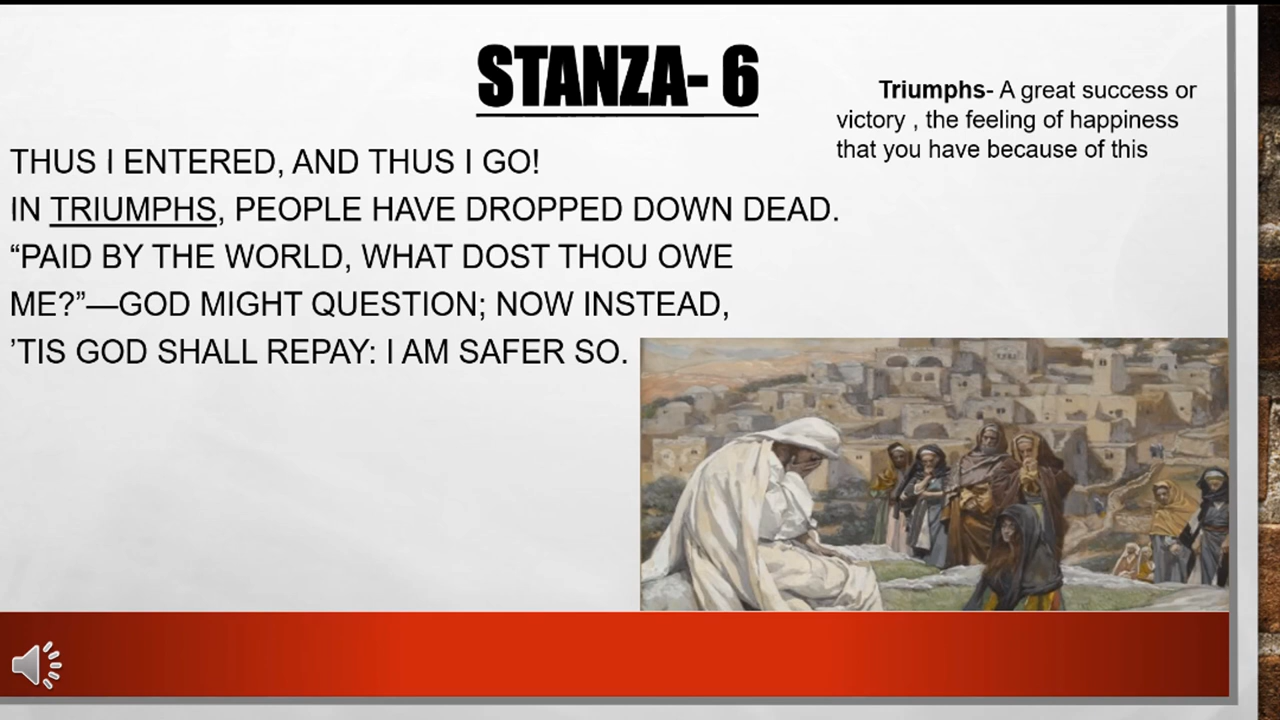 STANZA- 6
Triumphs- A great success or
victory , the feeling of happiness
that you have because of this
THUS I ENTERED, AND THUS I GO!
IN TRIUMPHS, PEOPLE HAVE DROPPED DOWN DEAD.
“PAID BY THE WORLD, WHAT DOST THOU OWE
ME?”—GOD MIGHT QUESTION; NOW INSTEAD,
’TIS GOD SHALL REPAY: I AM SAFER SO.